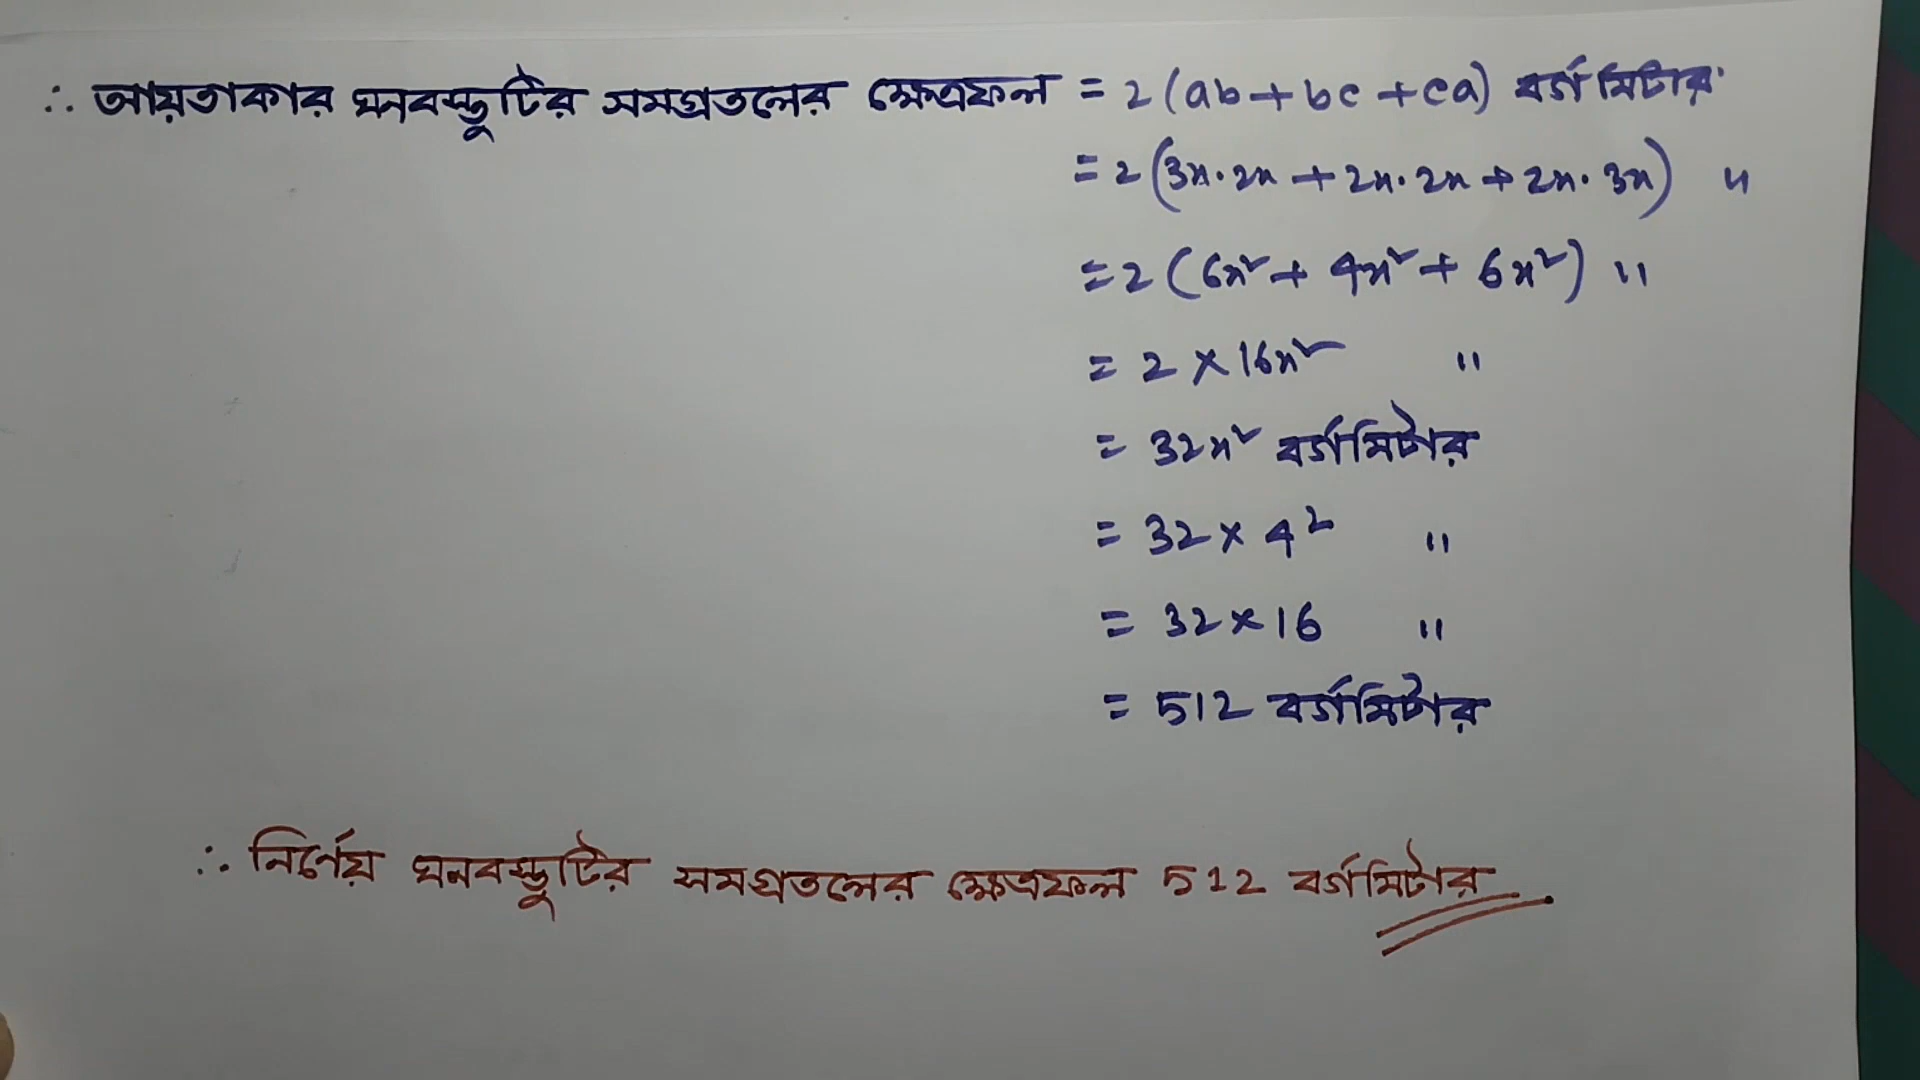 ∴ আয়তাকার ঘনবস্তুটির সমগ্রতলের ক্ষেত্রফল = 2 (ab + bc + ca) বর্গমিটার
= 2 (3x · 2x + 2x · 2x + 2x · 3x) "
= 2 (6x² + 4x² + 6x²) "
= 2 × 16x² "
= 32x² বর্গমিটার
= 32 × 4² "
= 32 × 16 "
= 512 বর্গমিটার
∴ নির্ণেয় ঘনবস্তুটির সমগ্রতলের ক্ষেত্রফল 512 বর্গমিটার